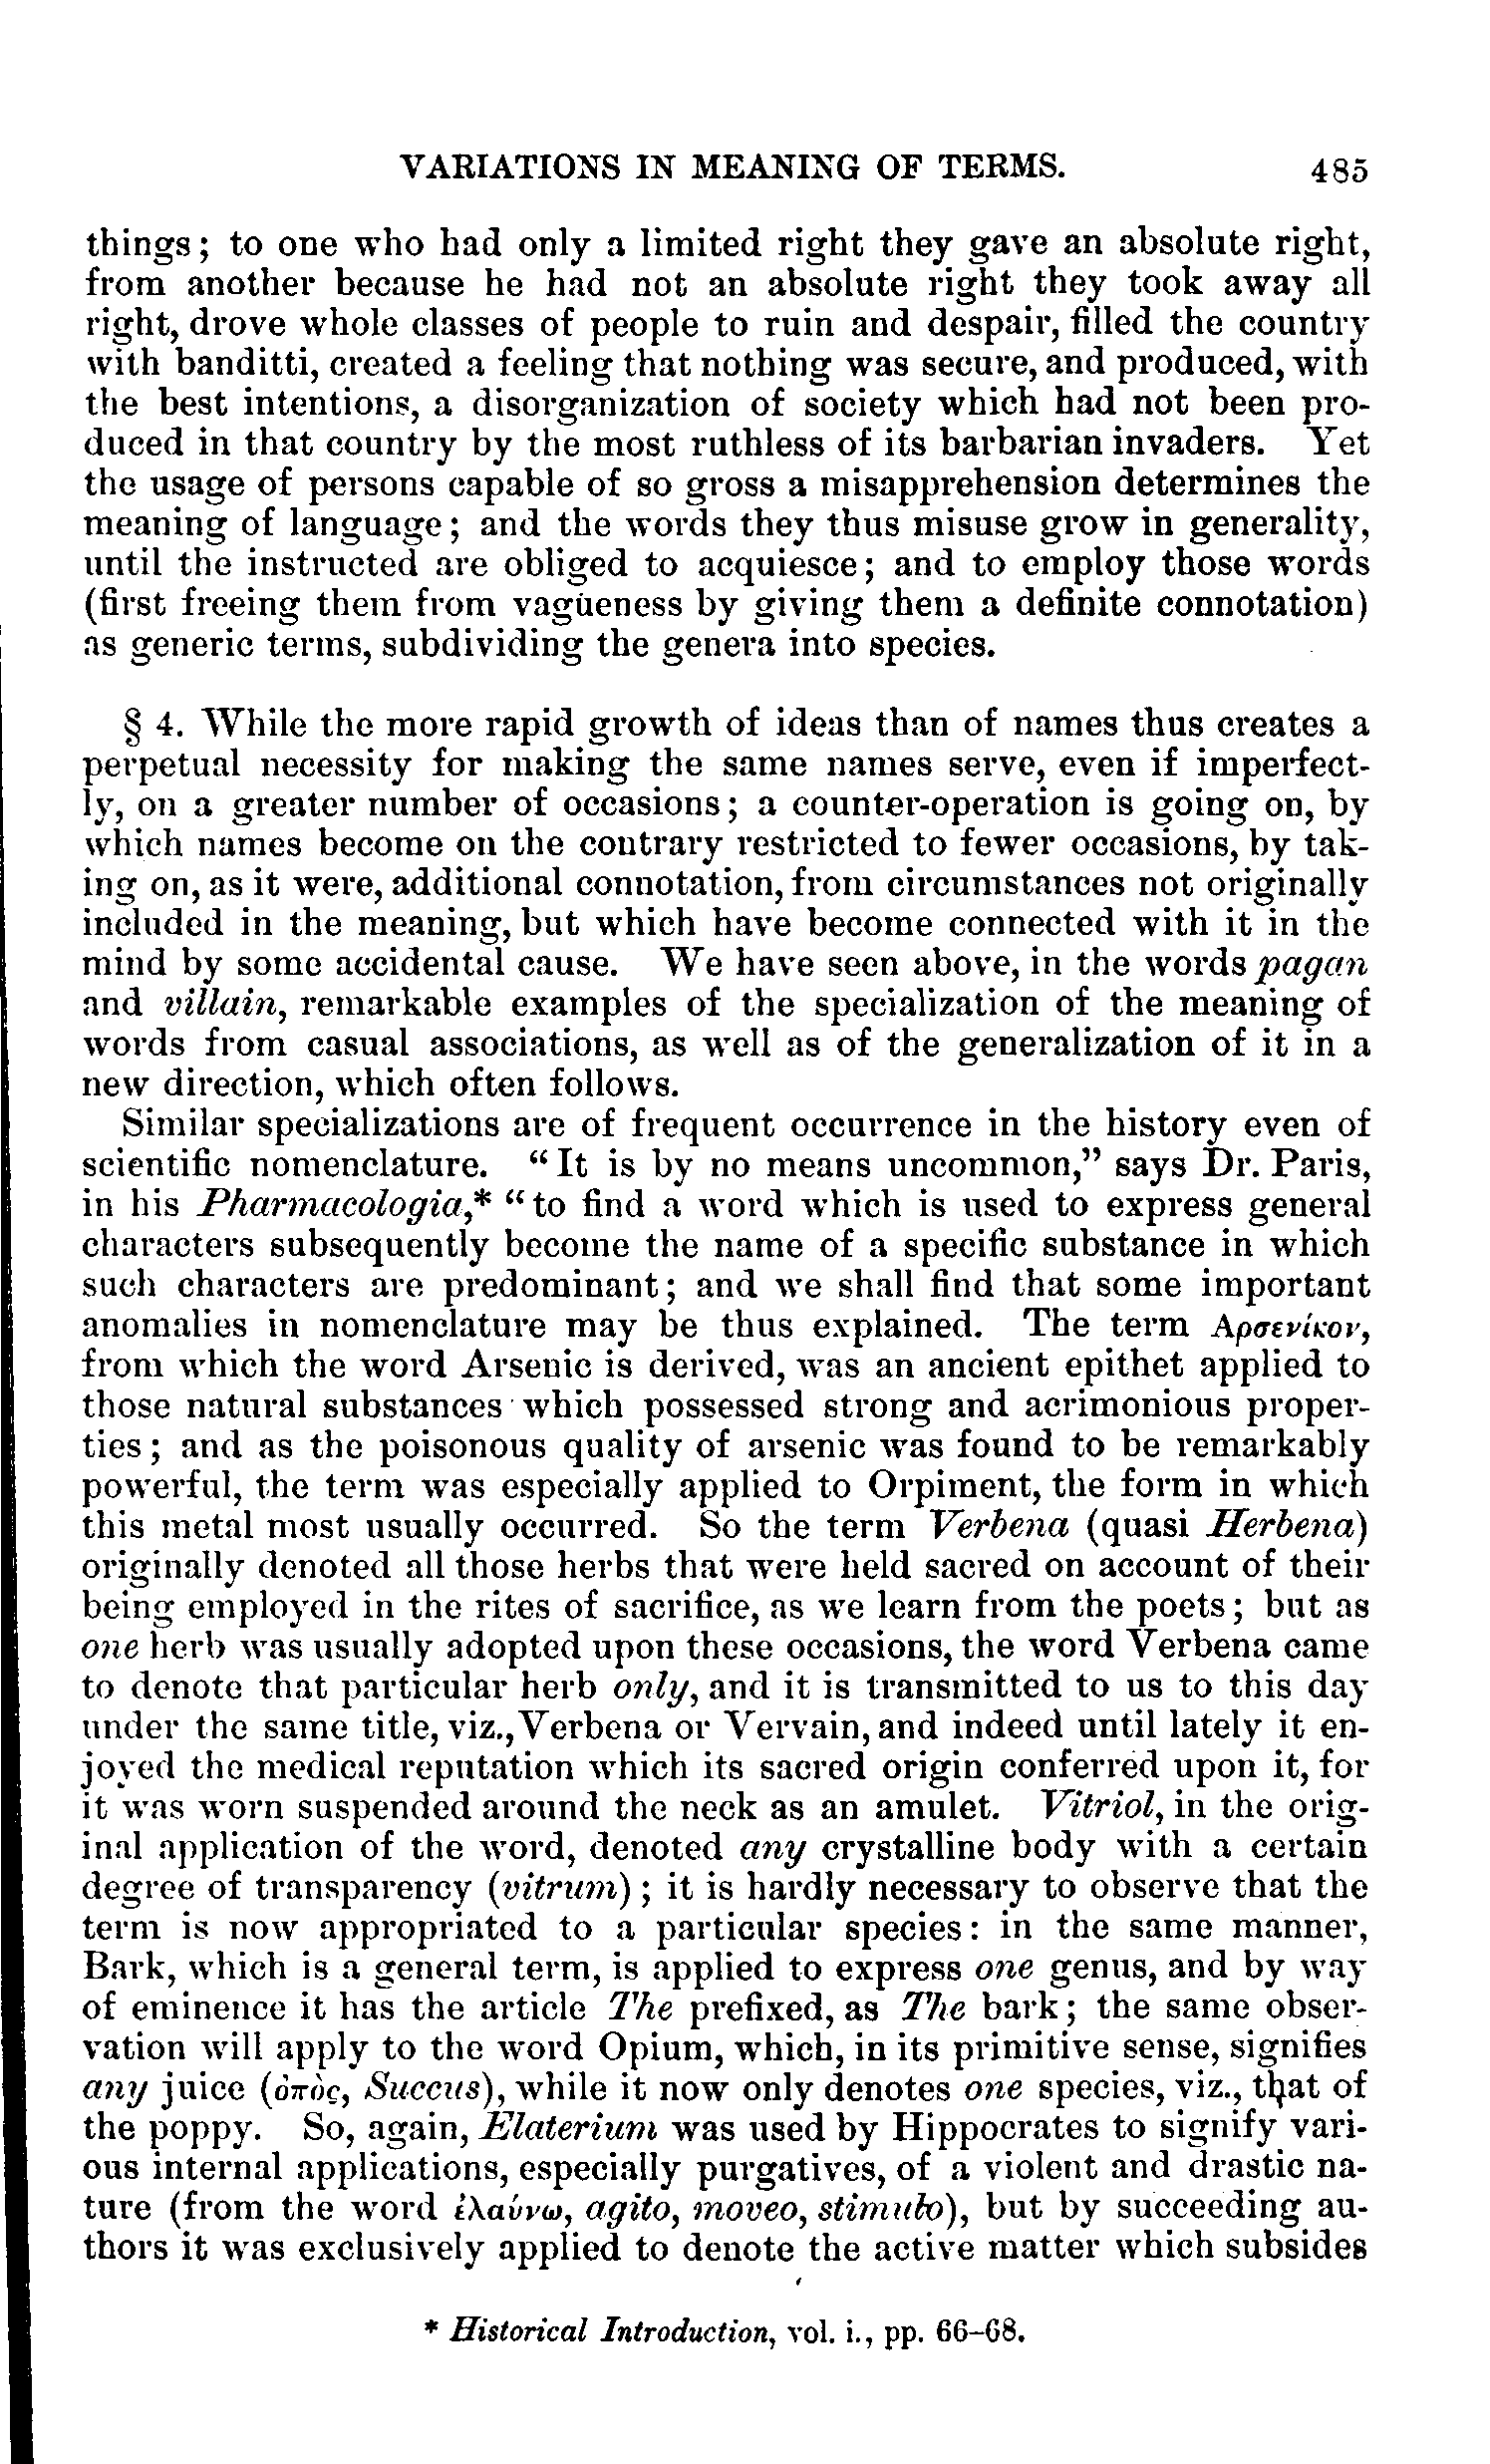 VARIATIONS IN MEANING OF TERMS. 485
things; to one who had only a limited right they gave an absolute right,
from another because he had not an absolute right they took away all
right, drove whole classes of people to ruin and despair, filled the country
with banditti, created a feeling that nothing was secure, and produced, with
the best intentions, a disorganization of society which had not been pro-
duced in that country by the most ruthless of its barbarian invaders. Yet
the usage of persons capable of so gross a misapprehension determines the
meaning of language; and the words they thus misuse grow in generality,
until the instructed are obliged to acquiesce; and to employ those words
(first freeing them from vagueness by giving them a definite connotation)
as generic terms, subdividing the genera into species.
§ 4. While the more rapid growth of ideas than of names thus creates a
perpetual necessity for making the same names serve, even if imperfect-
ly, on a greater number of occasions; a counter-operation is going on, by
which names become on the contrary restricted to fewer occasions, by tak-
ing on, as it were, additional connotation, from circumstances not originally
included in the meaning, but which have become connected with it in the
mind by some accidental cause. We have seen above, in the words pagan
and villain, remarkable examples of the specialization of the meaning of
words from casual associations, as well as of the generalization of it in a
new direction, which often follows.
Similar specializations are of frequent occurrence in the history even of
scientific nomenclature. “It is by no means uncommon,” says Dr. Paris,
in his Pharmacologia,* “to find a word which is used to express general
characters subsequently become the name of a specific substance in which
such characters are predominant; and we shall find that some important
anomalies in nomenclature may be thus explained. The term Αρσενίκον,
from which the word Arsenic is derived, was an ancient epithet applied to
those natural substances which possessed strong and acrimonious proper-
ties; and as the poisonous quality of arsenic was found to be remarkably
powerful, the term was especially applied to Orpiment, the form in which
this metal most usually occurred. So the term Verbena (quasi Herbena)
originally denoted all those herbs that were held sacred on account of their
being employed in the rites of sacrifice, as we learn from the poets; but as
one herb was usually adopted upon these occasions, the word Verbena came
to denote that particular herb only, and it is transmitted to us to this day
under the same title, viz., Verbena or Vervain, and indeed until lately it en-
joyed the medical reputation which its sacred origin conferred upon it, for
it was worn suspended around the neck as an amulet. Vitriol, in the orig-
inal application of the word, denoted any crystalline body with a certain
degree of transparency (vitrum); it is hardly necessary to observe that the
term is now appropriated to a particular species: in the same manner,
Bark, which is a general term, is applied to express one genus, and by way
of eminence it has the article The prefixed, as The bark; the same obser-
vation will apply to the word Opium, which, in its primitive sense, signifies
any juice (ὀπὸς, Succus), while it now only denotes one species, viz., that of
the poppy. So, again, Elaterium was used by Hippocrates to signify vari-
ous internal applications, especially purgatives, of a violent and drastic na-
ture (from the word ἐλαύνω, agito, moveo, stimulo), but by succeeding au-
thors it was exclusively applied to denote the active matter which subsides
* Historical Introduction, vol. i., pp. 66–68.